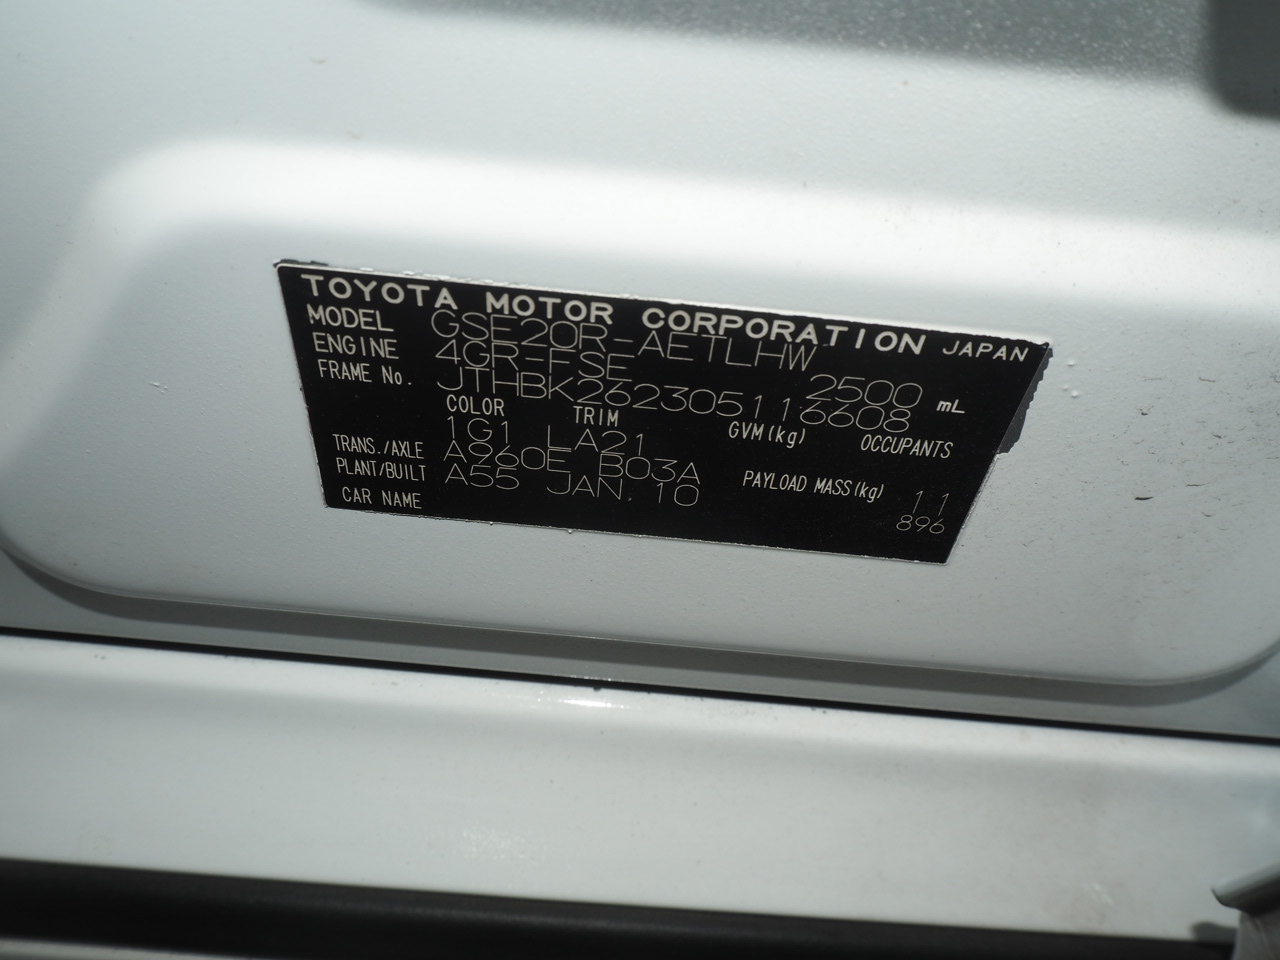 TOYOTA MOTOR CORPORATION JAPAN
MODEL GSE20R-AETLHW
ENGINE 4GR-FSE 2500 mL
FRAME No. JTHBK262305116608
COLOR TRIM GVM(kg) OCCUPANTS
1G1 LA21
TRANS./AXLE A960E B03A
PLANT/BUILT A55 JAN. 10 PAYLOAD MASS(kg) 11
CAR NAME 896